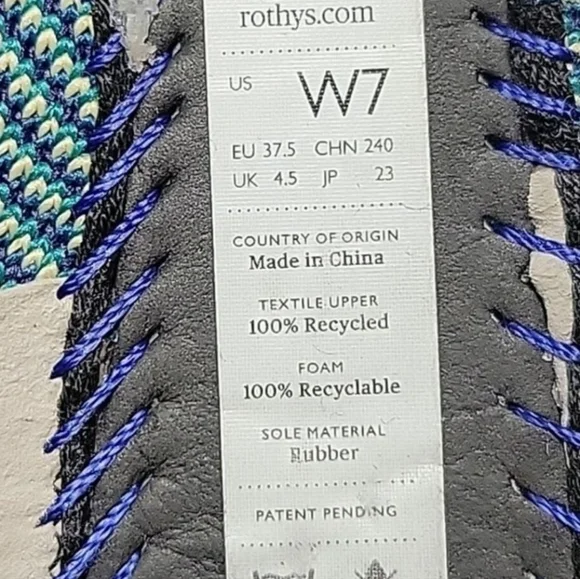 rothys.com
US W7
EU 37.5 CHN 240
UK 4.5 JP 23
COUNTRY OF ORIGIN
Made in China
TEXTILE UPPER
100% Recycled
FOAM
100% Recyclable
SOLE MATERIAL
Rubber
PATENT PENDING